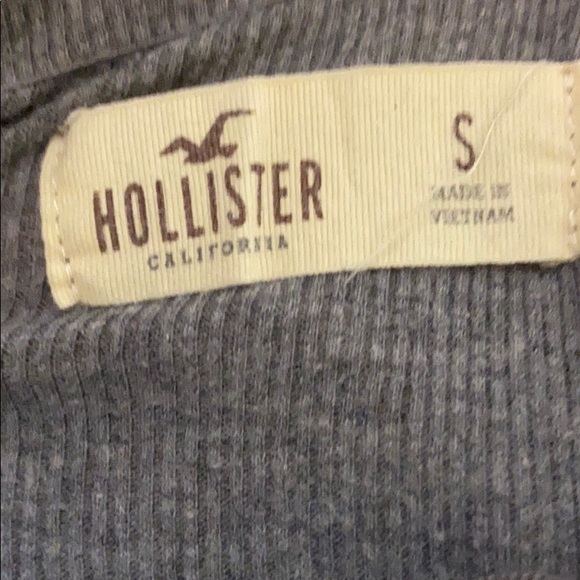 HOLLISTER
CALIFORNIA
S
MADE IN
VIETNAM